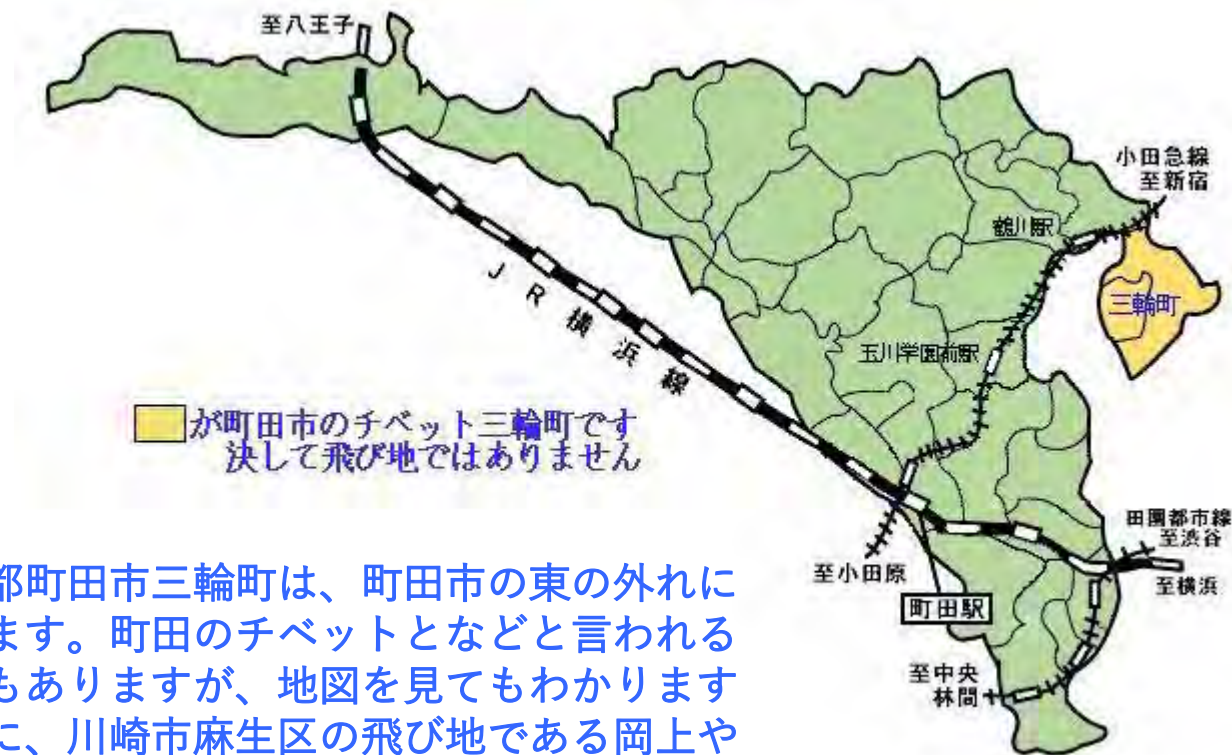 至八王子
小田急線
至新宿
鶴川駅
三輪町
JR横浜線
玉川学園前駅
が町田市のチベット三輪町です
決して飛び地ではありません
田園都市線
至渋谷
至小田原
至横浜
町田駅
至中央
林間
都町田市三輪町は、町田市の東の外れに
ます。町田のチベットとなどと言われる
もありますが、地図を見てもわかります
に、川崎市麻生区の飛び地である岡上や